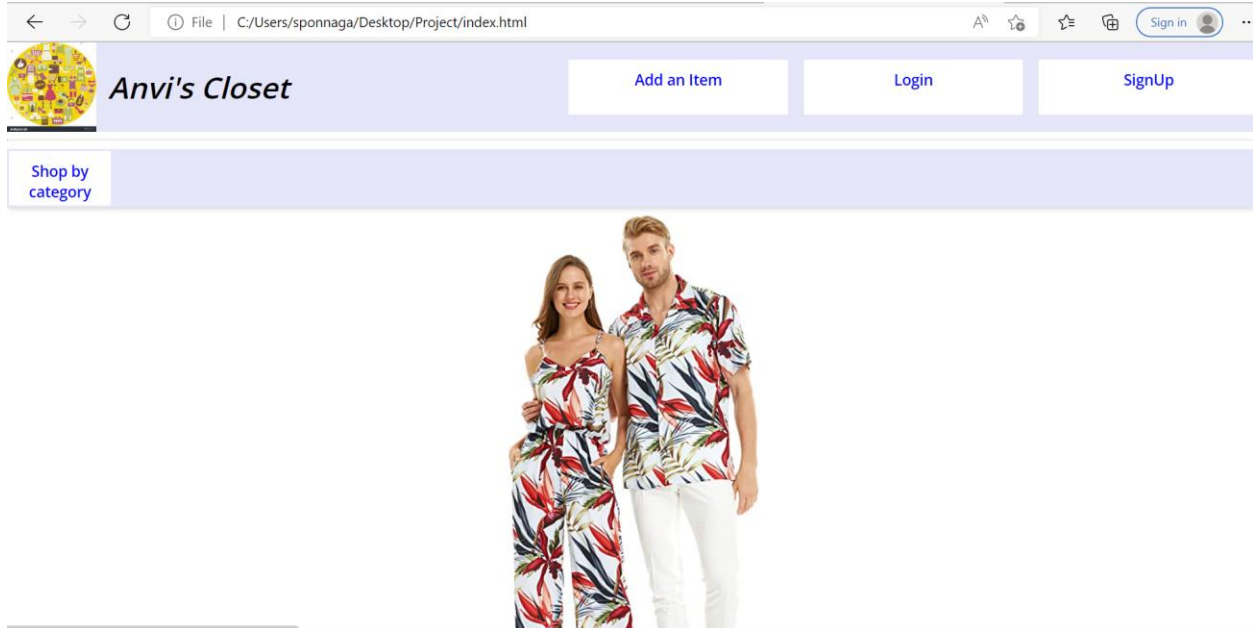 File | C:/Users/sponnaga/Desktop/Project/index.html
Sign in
Anvi's Closet
Add an Item
Login
SignUp
Shop by
category